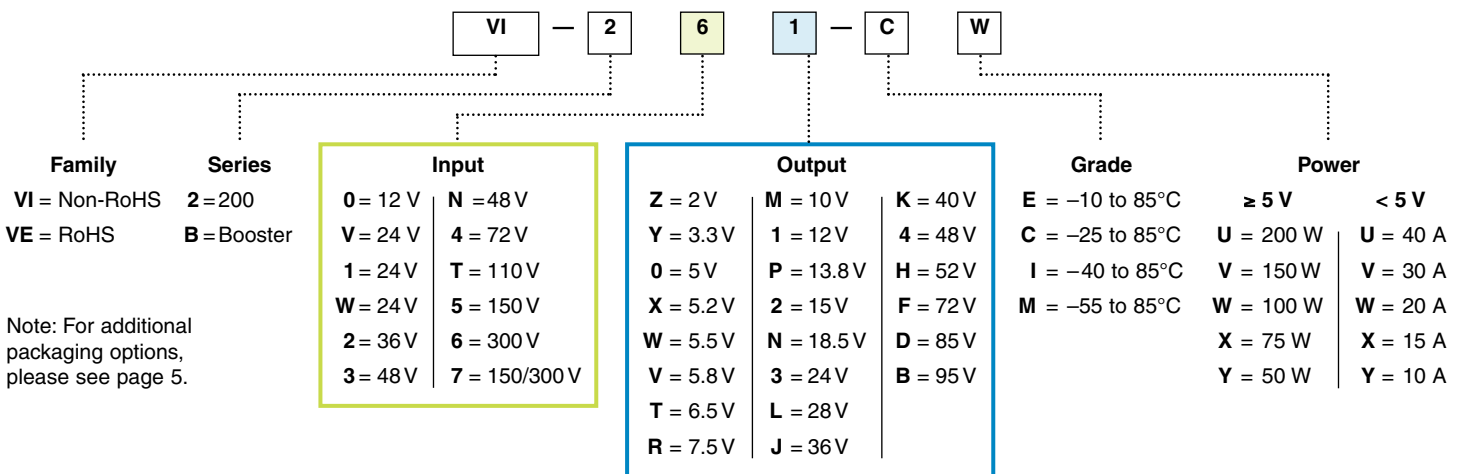 VI — 2 6 1 — C W
Family Series Input Output Grade Power
VI = Non-RoHS 2 = 200 0 = 12 V N = 48 V Z = 2 V M = 10 V K = 40 V E = –10 to 85°C ≥ 5 V < 5 V
VE = RoHS B = Booster V = 24 V 4 = 72 V Y = 3.3 V 1 = 12 V 4 = 48 V C = –25 to 85°C U = 200 W U = 40 A
1 = 24 V T = 110 V 0 = 5 V P = 13.8 V H = 52 V I = –40 to 85°C V = 150 W V = 30 A
W = 24 V 5 = 150 V X = 5.2 V 2 = 15 V F = 72 V M = –55 to 85°C W = 100 W W = 20 A
2 = 36 V 6 = 300 V W = 5.5 V N = 18.5 V D = 85 V X = 75 W X = 15 A
3 = 48 V 7 = 150/300 V V = 5.8 V 3 = 24 V B = 95 V Y = 50 W Y = 10 A
T = 6.5 V L = 28 V
R = 7.5 V J = 36 V
Note: For additional
packaging options,
please see page 5.